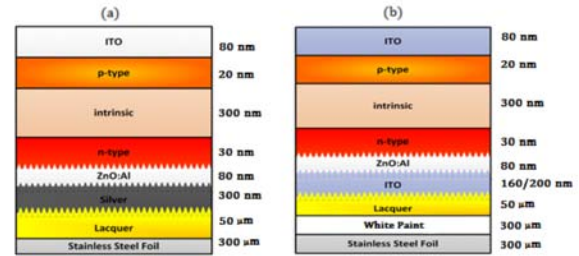 (a)
ITO 80 nm
p-type 20 nm
intrinsic 300 nm
n-type 30 nm
ZnO:Al 80 nm
Silver 300 nm
Lacquer 50 µm
Stainless Steel Foil 300 µm
(b)
ITO 80 nm
p-type 20 nm
intrinsic 300 nm
n-type 30 nm
ZnO:Al 80 nm
ITO 160/200 nm
Lacquer 50 µm
White Paint 300 µm
Stainless Steel Foil 300 µm